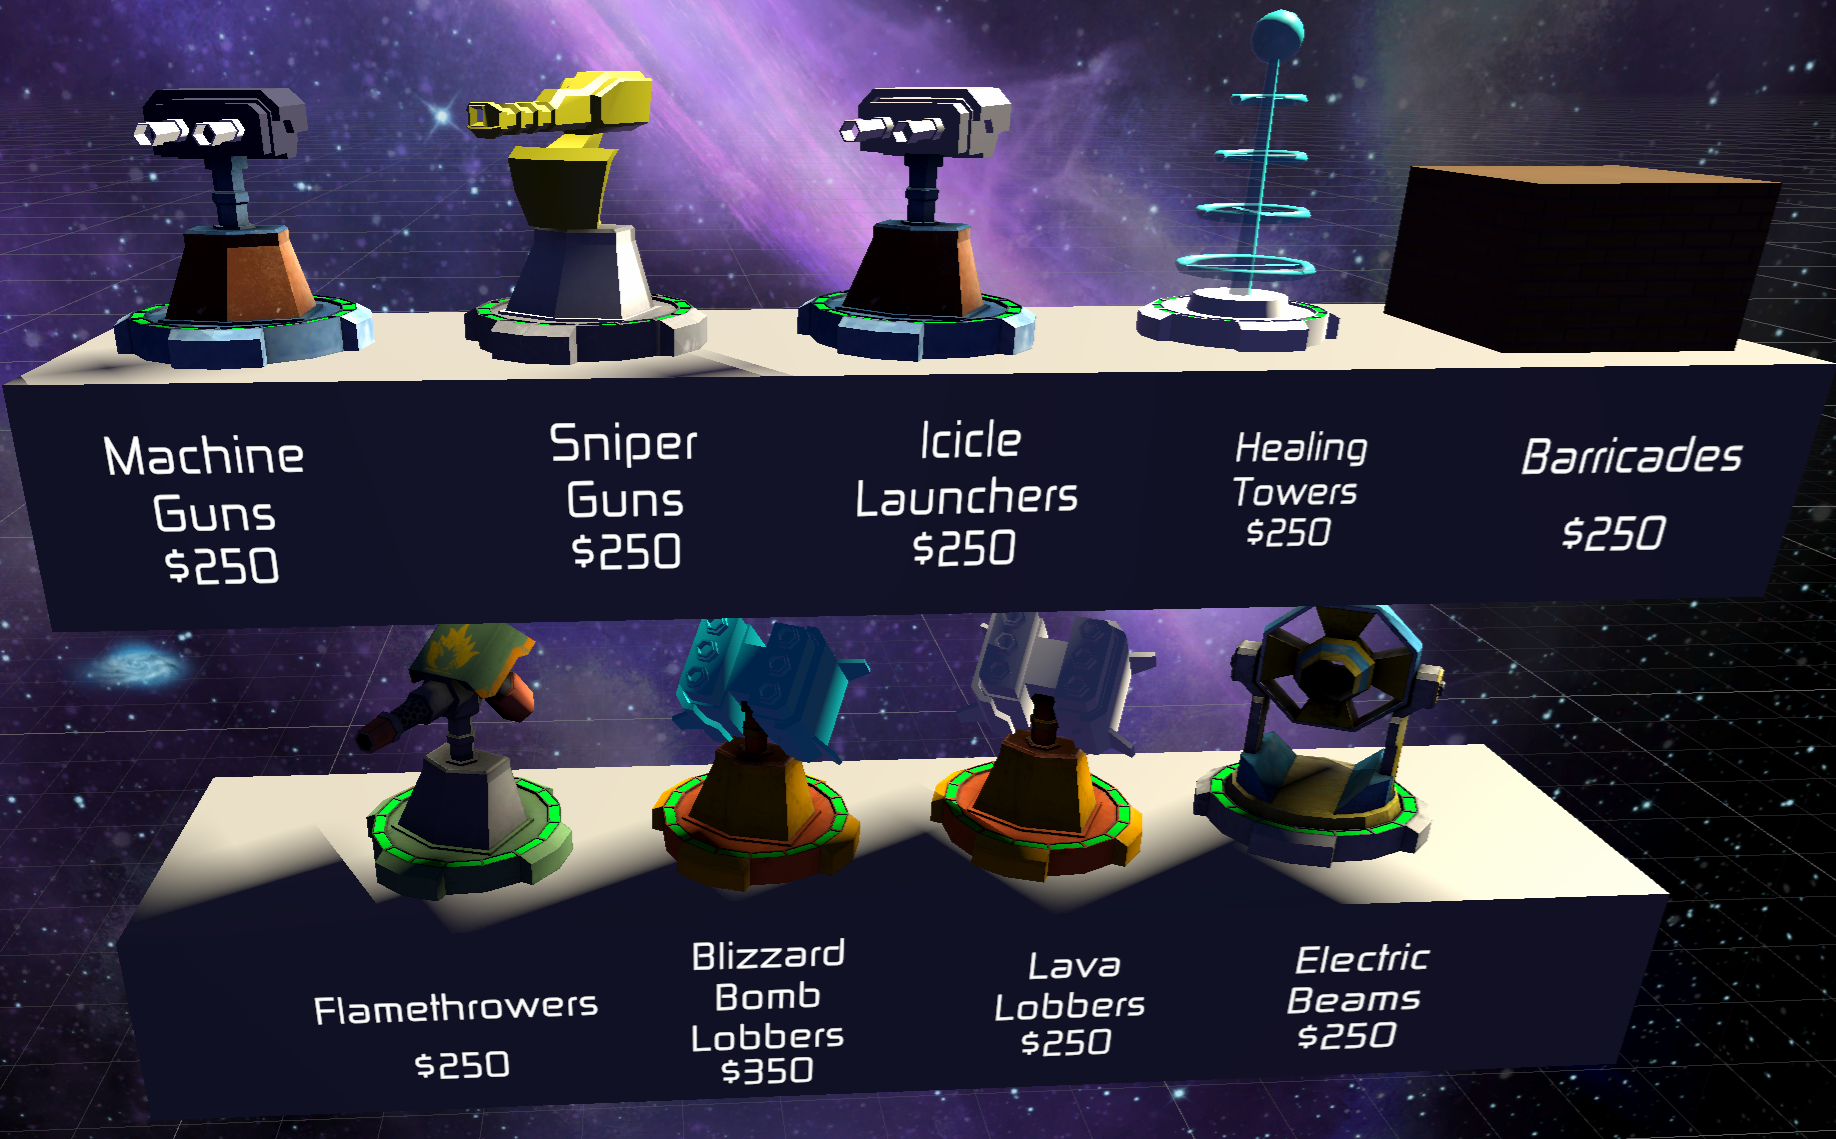 Machine
Guns
$250
Sniper
Guns
$250
Icicle
Launchers
$250
Healing
Towers
$250
Barricades
$250
Flamethrowers
$250
Blizzard
Bomb
Lobbers
$350
Lava
Lobbers
$250
Electric
Beams
$250